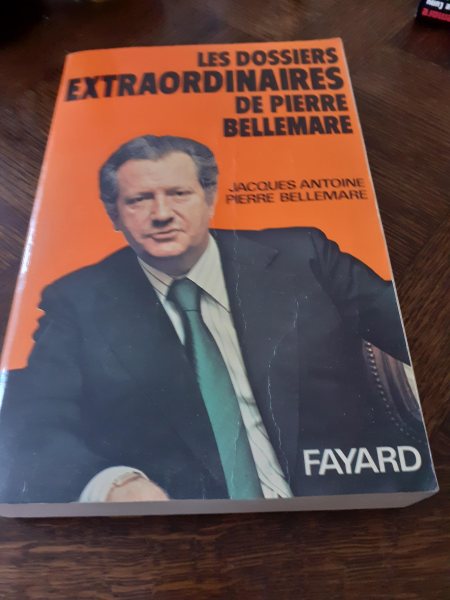 LES DOSSIERS
EXTRAORDINAIRES
DE PIERRE
BELLEMARE
JACQUES ANTOINE
PIERRE BELLEMARE
FAYARD